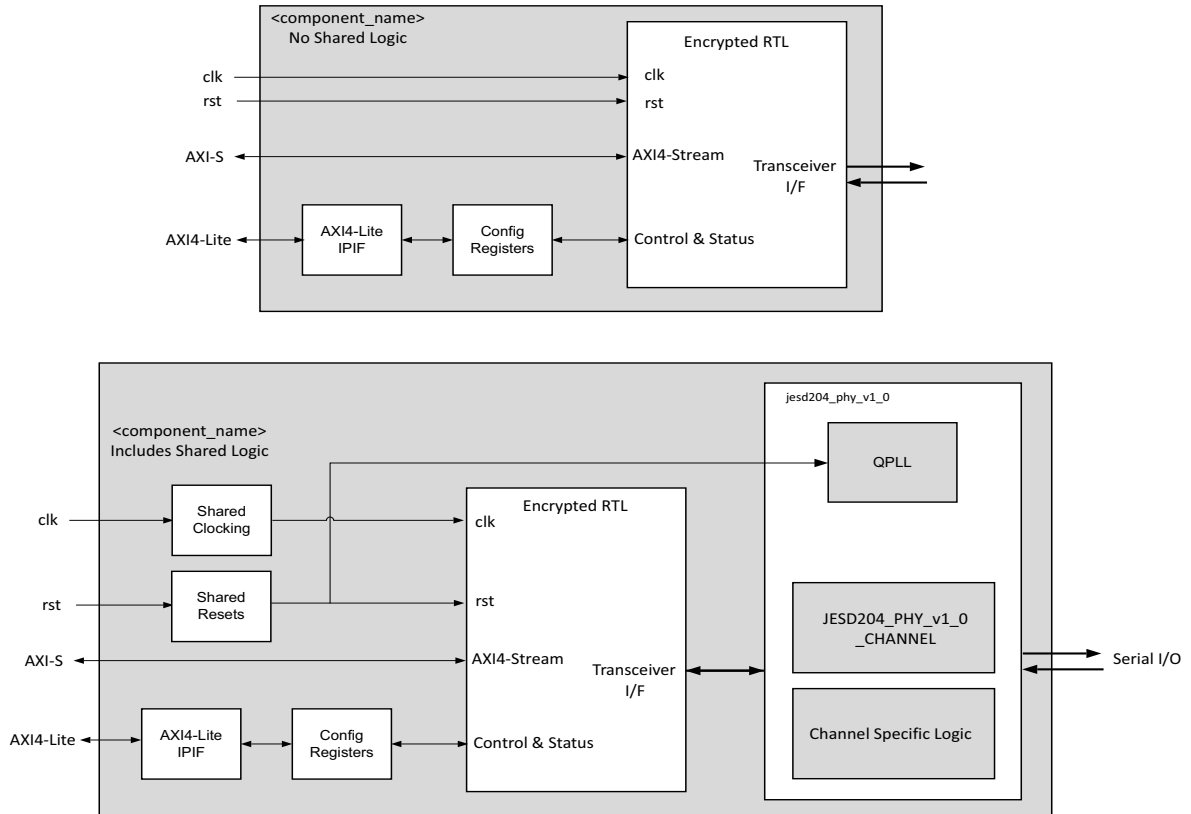 <component_name>
No Shared Logic
Encrypted RTL
clk
clk
rst
rst
AXI-S
AXI4-Stream
Transceiver
I/F
AXI4-Lite
AXI4-Lite
IPIF
Config
Registers
Control & Status
<component_name>
Includes Shared Logic
jesd204_phy_v1_0
QPLL
Encrypted RTL
clk
Shared
Clocking
clk
rst
Shared
Resets
rst
JESD204_PHY_v1_0
_CHANNEL
AXI-S
AXI4-Stream
Transceiver
I/F
Serial I/O
AXI4-Lite
AXI4-Lite
IPIF
Config
Registers
Control & Status
Channel Specific Logic